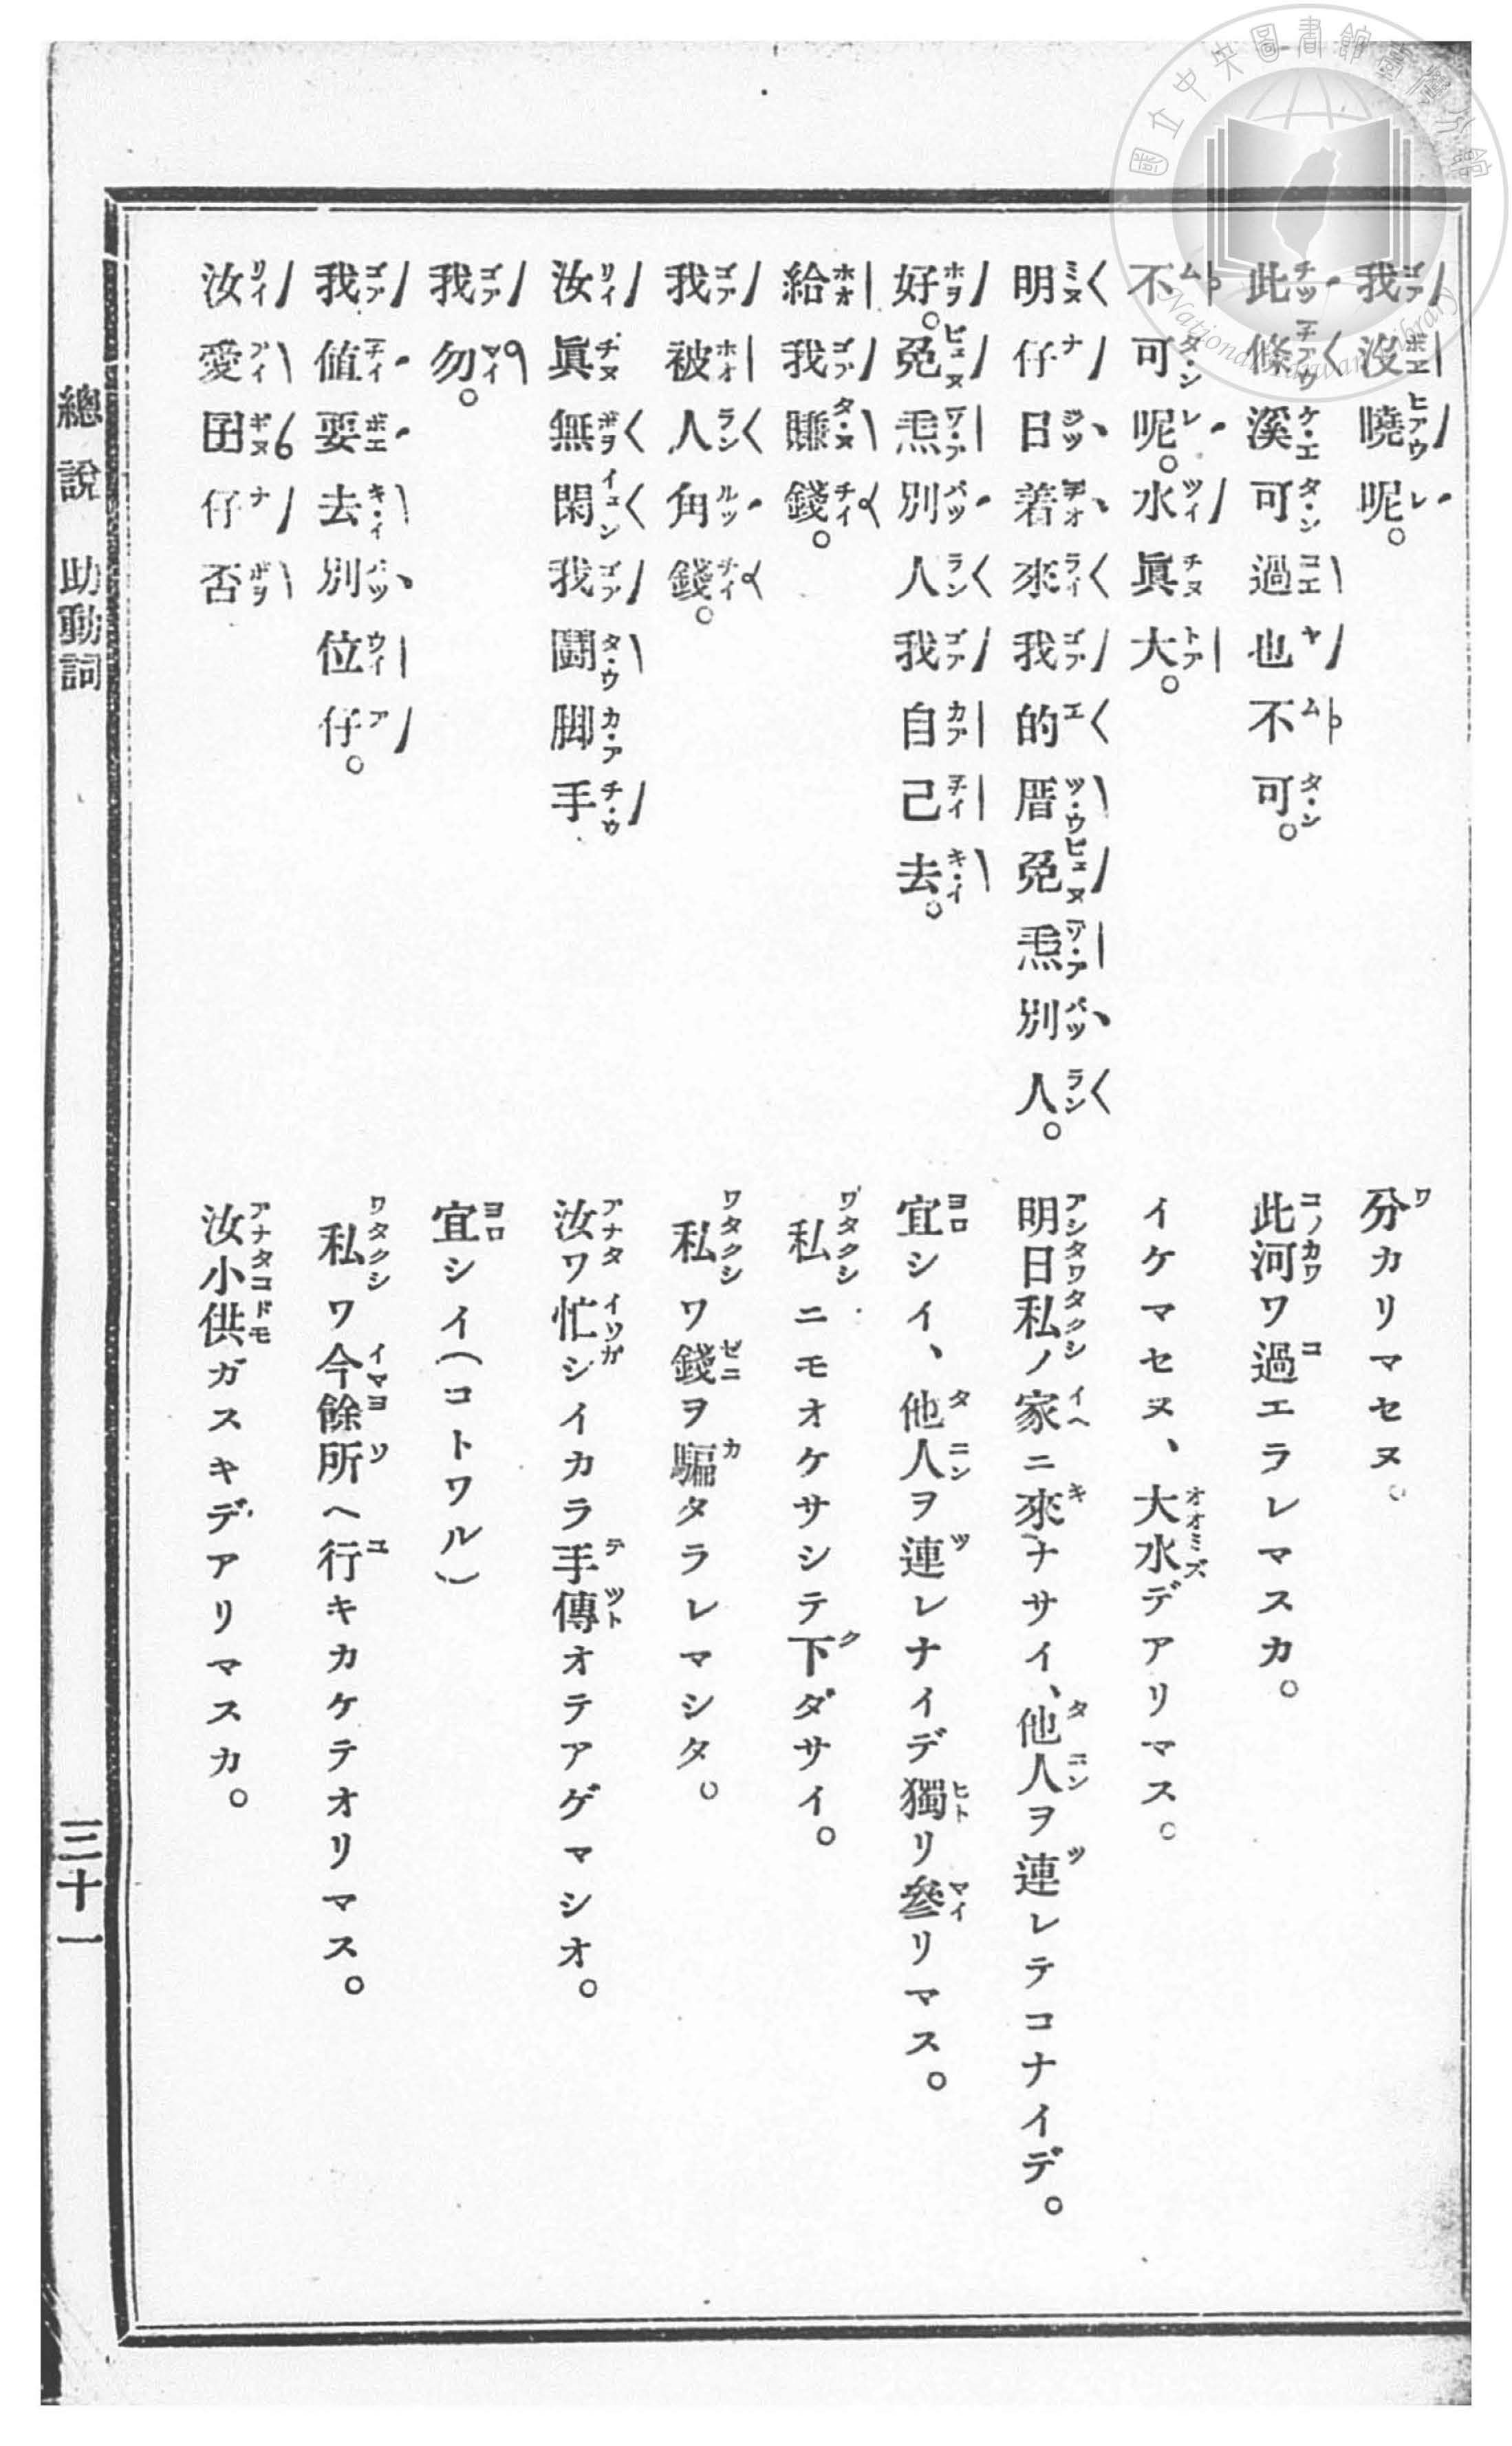 我沒曉呢。 分カリマセヌ。
此條溪可過也不可。 此河ワ過エラレマスカ。
不可呢。水眞大。 イケマセヌ、大水デアリマス。
明仔日着來我的厝免焄別人。 明日私ノ家ニ來ナサイ、他人ヲ連レテコナイデ。
好。免焄別人我自己去。 宜シイ、他人ヲ連レナイデ獨リ參リマス。
給我賺錢。 私ニモオケサシテ下ダサイ。
我被人角錢。 私ワ錢ヲ騙タラレマシタ。
汝眞無閑我鬪脚手 汝ワ忙シイカラ手傳オテアゲマシオ。
我勿。 宜シイ(コトワル)
我値要去別位仔。 私ワ今餘所ヘ行キカケテオリマス。
汝愛囝仔否 汝小供ガスキデアリマスカ。
總說 助動詞 三十一
國立中央圖書館臺灣分館
National Taiwan Library